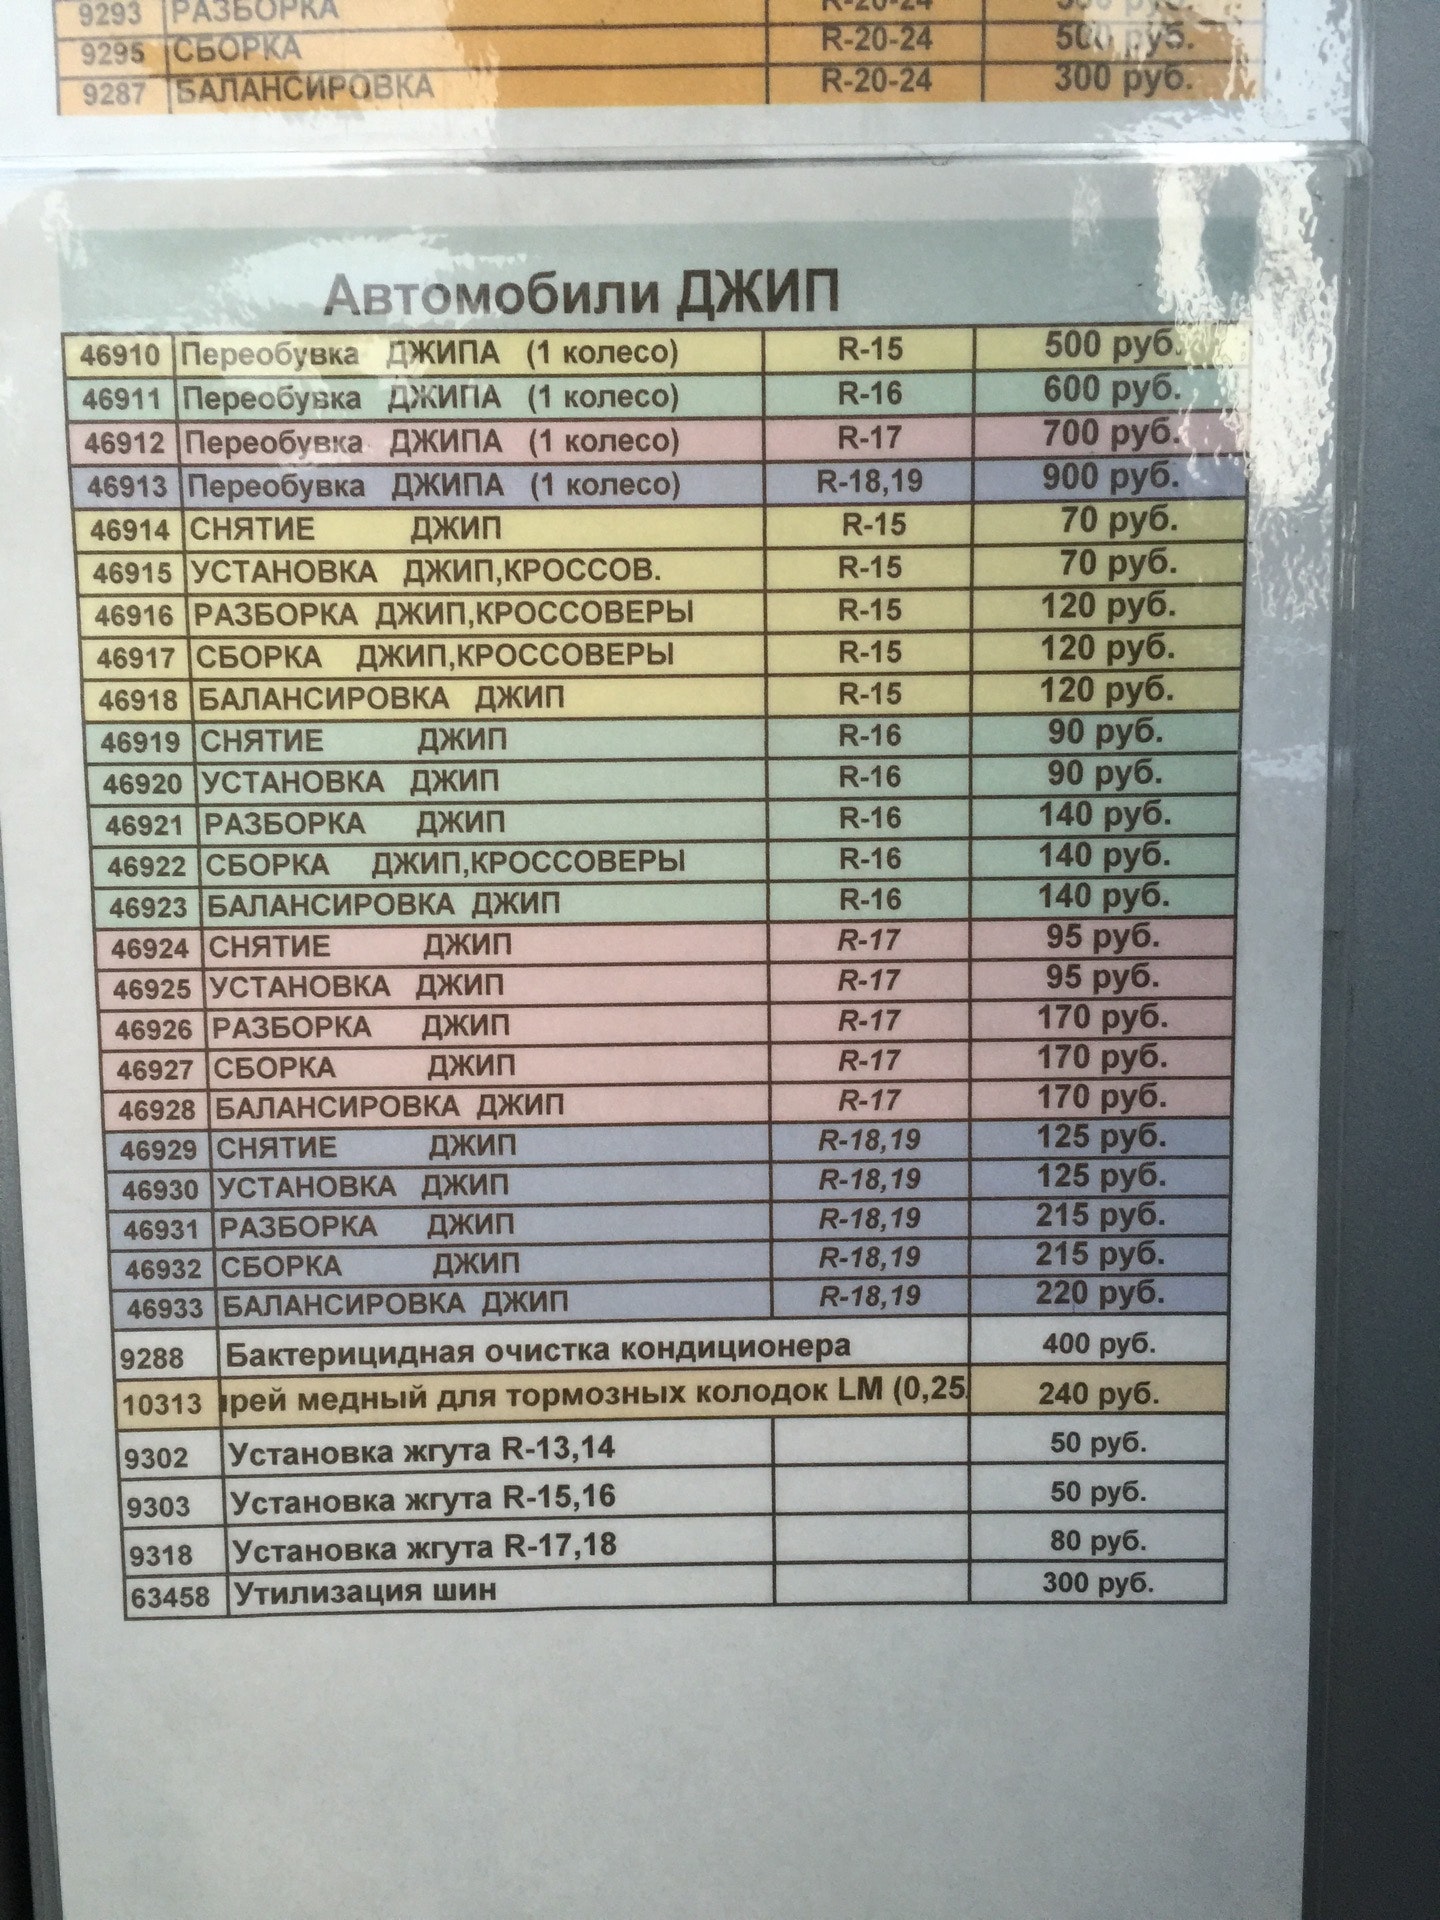 9293 РАЗБОРКА R-20-24 500 руб.
9295 СБОРКА R-20-24 500 руб.
9287 БАЛАНСИРОВКА R-20-24 300 руб.
Автомобили ДЖИП
46910 Переобувка ДЖИПА (1 колесо) R-15 500 руб.
46911 Переобувка ДЖИПА (1 колесо) R-16 600 руб.
46912 Переобувка ДЖИПА (1 колесо) R-17 700 руб.
46913 Переобувка ДЖИПА (1 колесо) R-18,19 900 руб.
46914 СНЯТИЕ ДЖИП R-15 70 руб.
46915 УСТАНОВКА ДЖИП,КРОССОВ. R-15 70 руб.
46916 РАЗБОРКА ДЖИП,КРОССОВЕРЫ R-15 120 руб.
46917 СБОРКА ДЖИП,КРОССОВЕРЫ R-15 120 руб.
46918 БАЛАНСИРОВКА ДЖИП R-15 120 руб.
46919 СНЯТИЕ ДЖИП R-16 90 руб.
46920 УСТАНОВКА ДЖИП R-16 90 руб.
46921 РАЗБОРКА ДЖИП R-16 140 руб.
46922 СБОРКА ДЖИП,КРОССОВЕРЫ R-16 140 руб.
46923 БАЛАНСИРОВКА ДЖИП R-16 140 руб.
46924 СНЯТИЕ ДЖИП R-17 95 руб.
46925 УСТАНОВКА ДЖИП R-17 95 руб.
46926 РАЗБОРКА ДЖИП R-17 170 руб.
46927 СБОРКА ДЖИП R-17 170 руб.
46928 БАЛАНСИРОВКА ДЖИП R-17 170 руб.
46929 СНЯТИЕ ДЖИП R-18,19 125 руб.
46930 УСТАНОВКА ДЖИП R-18,19 125 руб.
46931 РАЗБОРКА ДЖИП R-18,19 215 руб.
46932 СБОРКА ДЖИП R-18,19 215 руб.
46933 БАЛАНСИРОВКА ДЖИП R-18,19 220 руб.
9288 Бактерицидная очистка кондиционера 400 руб.
10313 рей медный для тормозных колодок LM (0,25 240 руб.
9302 Установка жгута R-13,14 50 руб.
9303 Установка жгута R-15,16 50 руб.
9318 Установка жгута R-17,18 80 руб.
63458 Утилизация шин 300 руб.